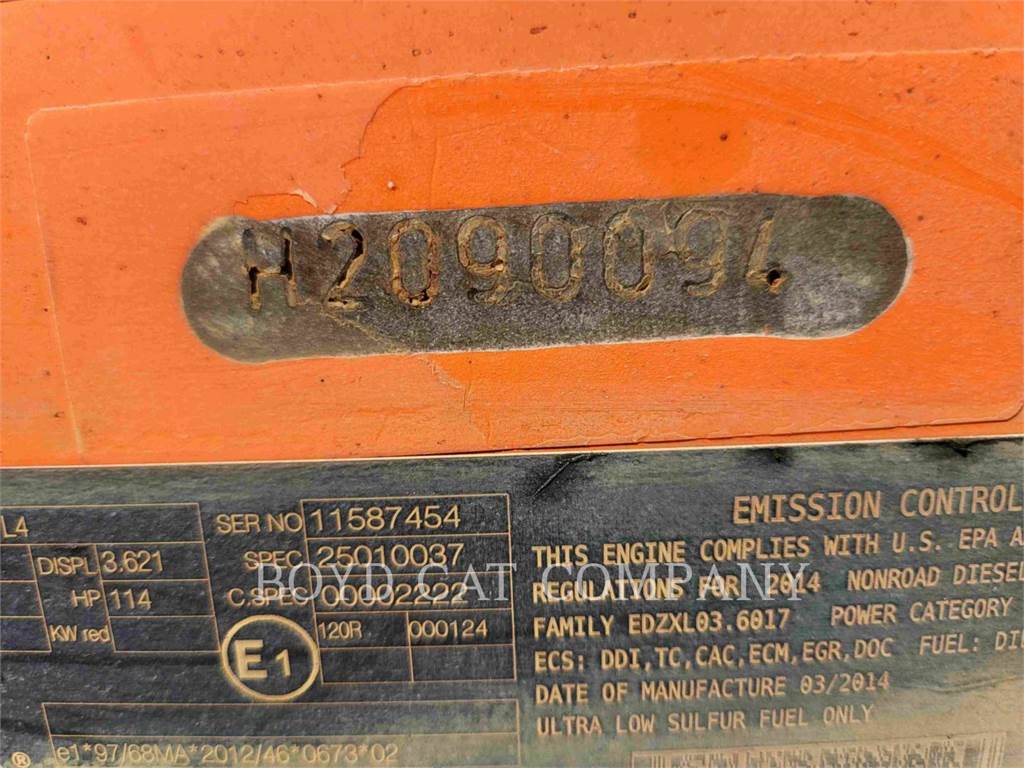 H2090094
L4
SER NO 11587454
EMISSION CONTROL
DISPL 3.621
SPEC 25010037
THIS ENGINE COMPLIES WITH U.S. EPA A
HP 114
C.SPEC 00002222
REGULATIONS FOR 2014 NONROAD DIESE
BOYD CAT COMPANY
KW red
120R 000124
FAMILY EDZXL03.6017 POWER CATEGORY
E1
ECS: DDI,TC,CAC,ECM,EGR,DOC FUEL: DI
DATE OF MANUFACTURE 03/2014
ULTRA LOW SULFUR FUEL ONLY
® e1*97/68MA*2012/46*0673*02